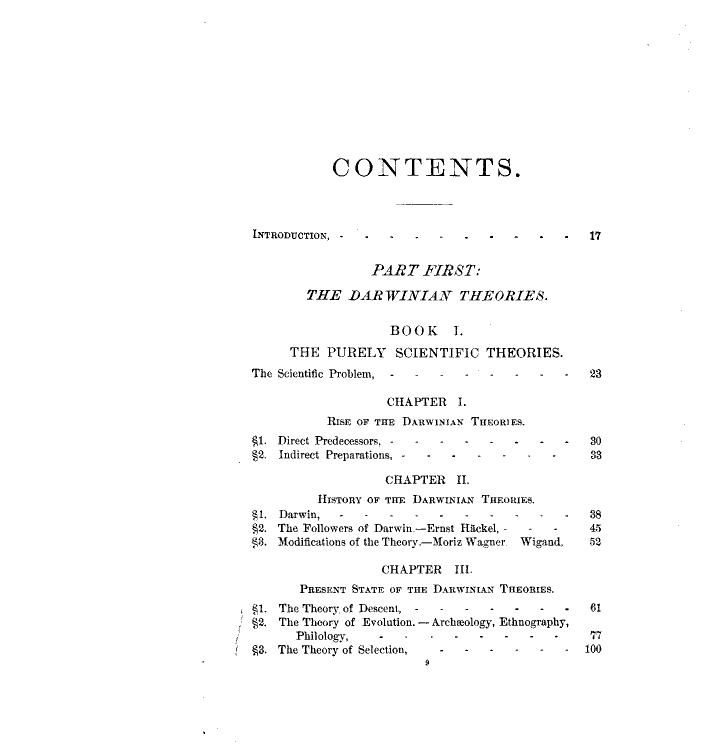 CONTENTS.
INTRODUCTION, - - - - - - - - - - 17
PART FIRST:
THE DARWINIAN THEORIES.
BOOK I.
THE PURELY SCIENTIFIC THEORIES.
The Scientific Problem, - - - - - - - - 23
CHAPTER I.
RISE OF THE DARWINIAN THEORIES.
§1. Direct Predecessors, - - - - - - - - 30
§2. Indirect Preparations, - - - - - - - 33
CHAPTER II.
HISTORY OF THE DARWINIAN THEORIES.
§1. Darwin, - - - - - - - - - - 38
§2. The Followers of Darwin.—Ernst Häckel, - - - 45
§3. Modifications of the Theory.—Moriz Wagner. Wigand, 52
CHAPTER III.
PRESENT STATE OF THE DARWINIAN THEORIES.
§1. The Theory of Descent, - - - - - - - 61
§2. The Theory of Evolution.—Archæology, Ethnography,
Philology, - - - - - - - - 77
§3. The Theory of Selection, - - - - - - 100
9